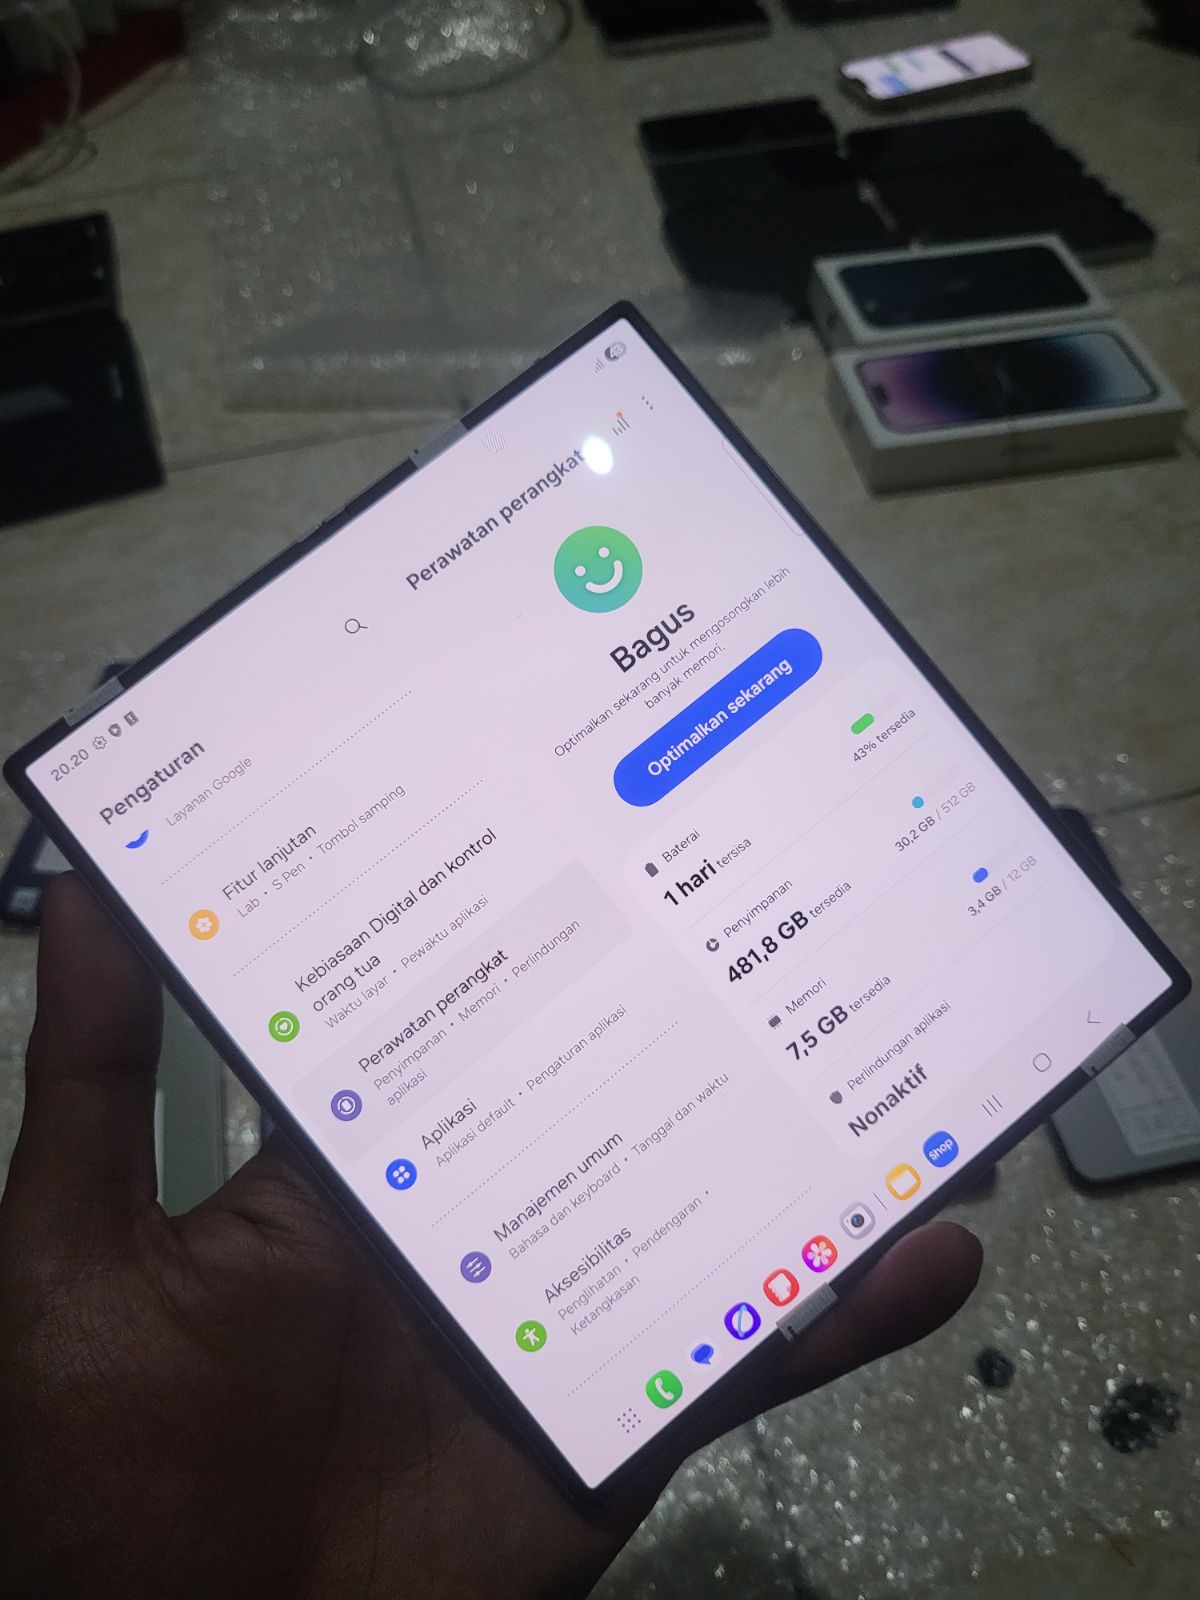 20.20
43
Pengaturan
Layanan Google
Fitur lanjutan
Lab • S Pen • Tombol samping
Kebiasaan Digital dan kontrol
orang tua
Waktu layar • Pewaktu aplikasi
Perawatan perangkat
Penyimpanan • Memori • Perlindungan
aplikasi
Aplikasi
Aplikasi default • Pengaturan aplikasi
Manajemen umum
Bahasa dan keyboard • Tanggal dan waktu
Aksesibilitas
Penglihatan • Pendengaran •
Ketangkasan
Perawatan perangkat
Bagus
Optimalkan sekarang untuk mengosongkan lebih
banyak memori.
Optimalkan sekarang
Baterai
1 hari tersisa
43% tersedia
Penyimpanan
481,8 GB tersedia
30,2 GB / 512 GB
Memori
7,5 GB tersedia
3,4 GB / 12 GB
Perlindungan aplikasi
Nonaktif
Shop